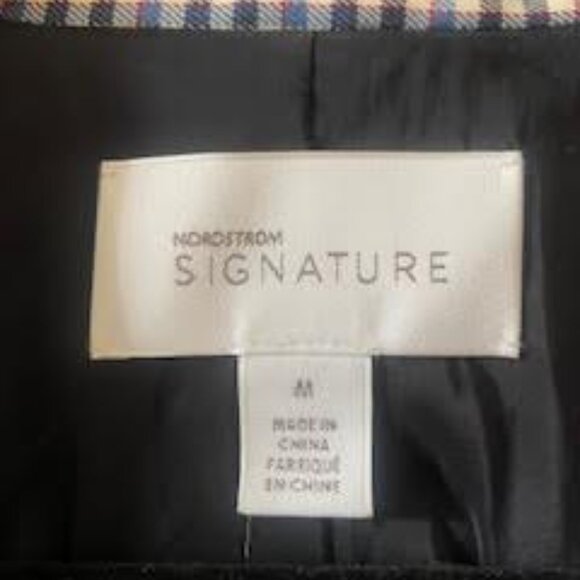 NORDSTROM
SIGNATURE
M
MADE IN
CHINA
FABRIQUÉ
EN CHINE